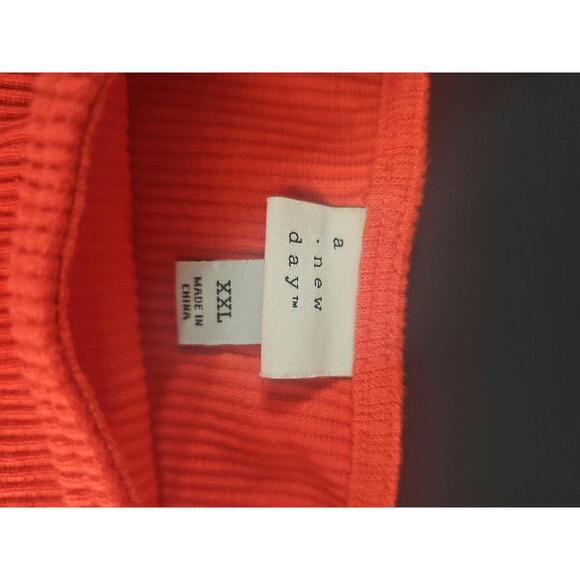 a
. new
day™
XXL
MADE IN
CHINA